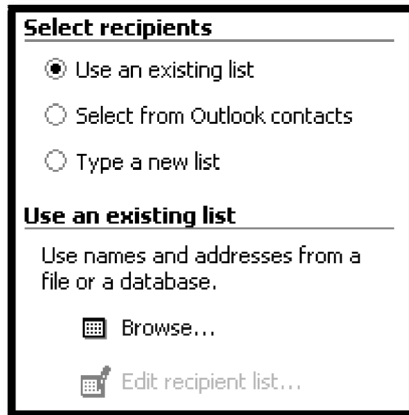 Select recipients
Use an existing list
Select from Outlook contacts
Type a new list
Use an existing list
Use names and addresses from a
file or a database.
Browse...
Edit recipient list...